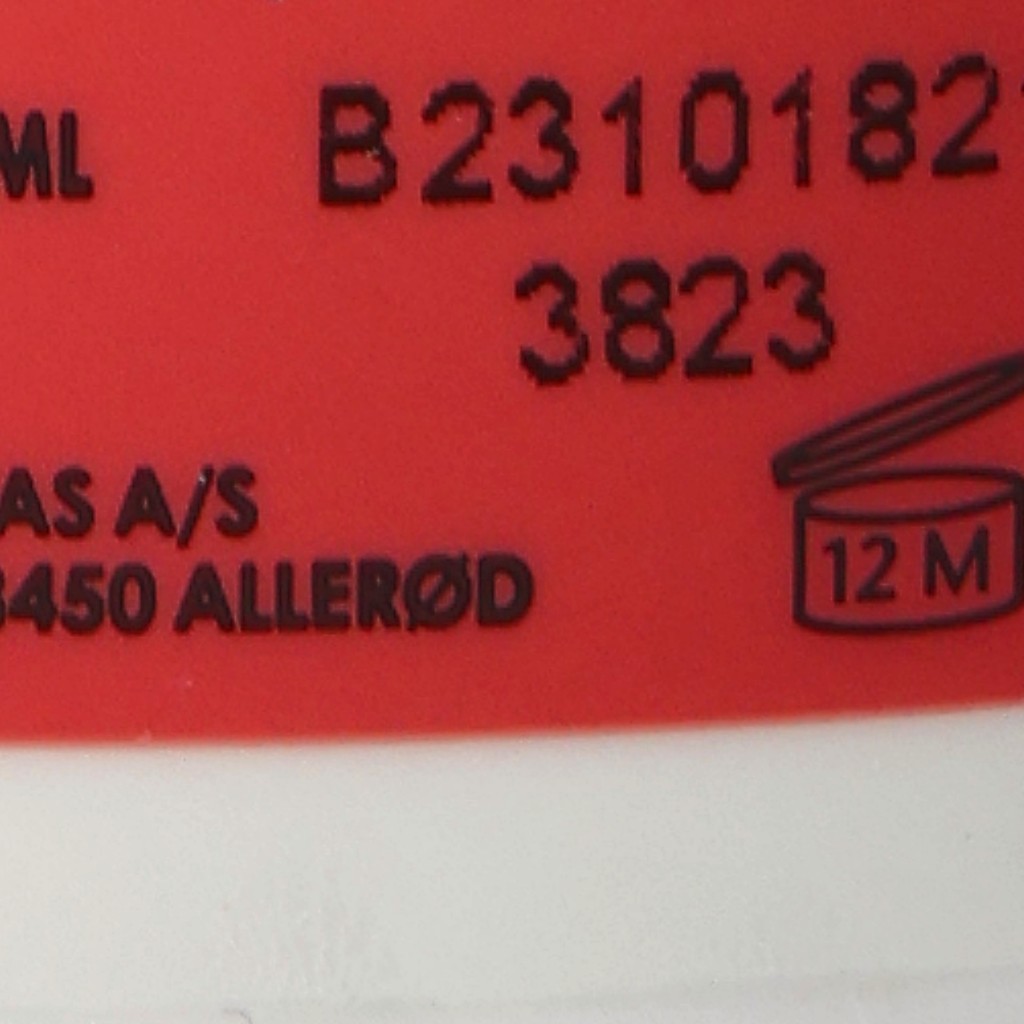 ML
B2310182
3823
AS A/S
3450 ALLERØD
12 M